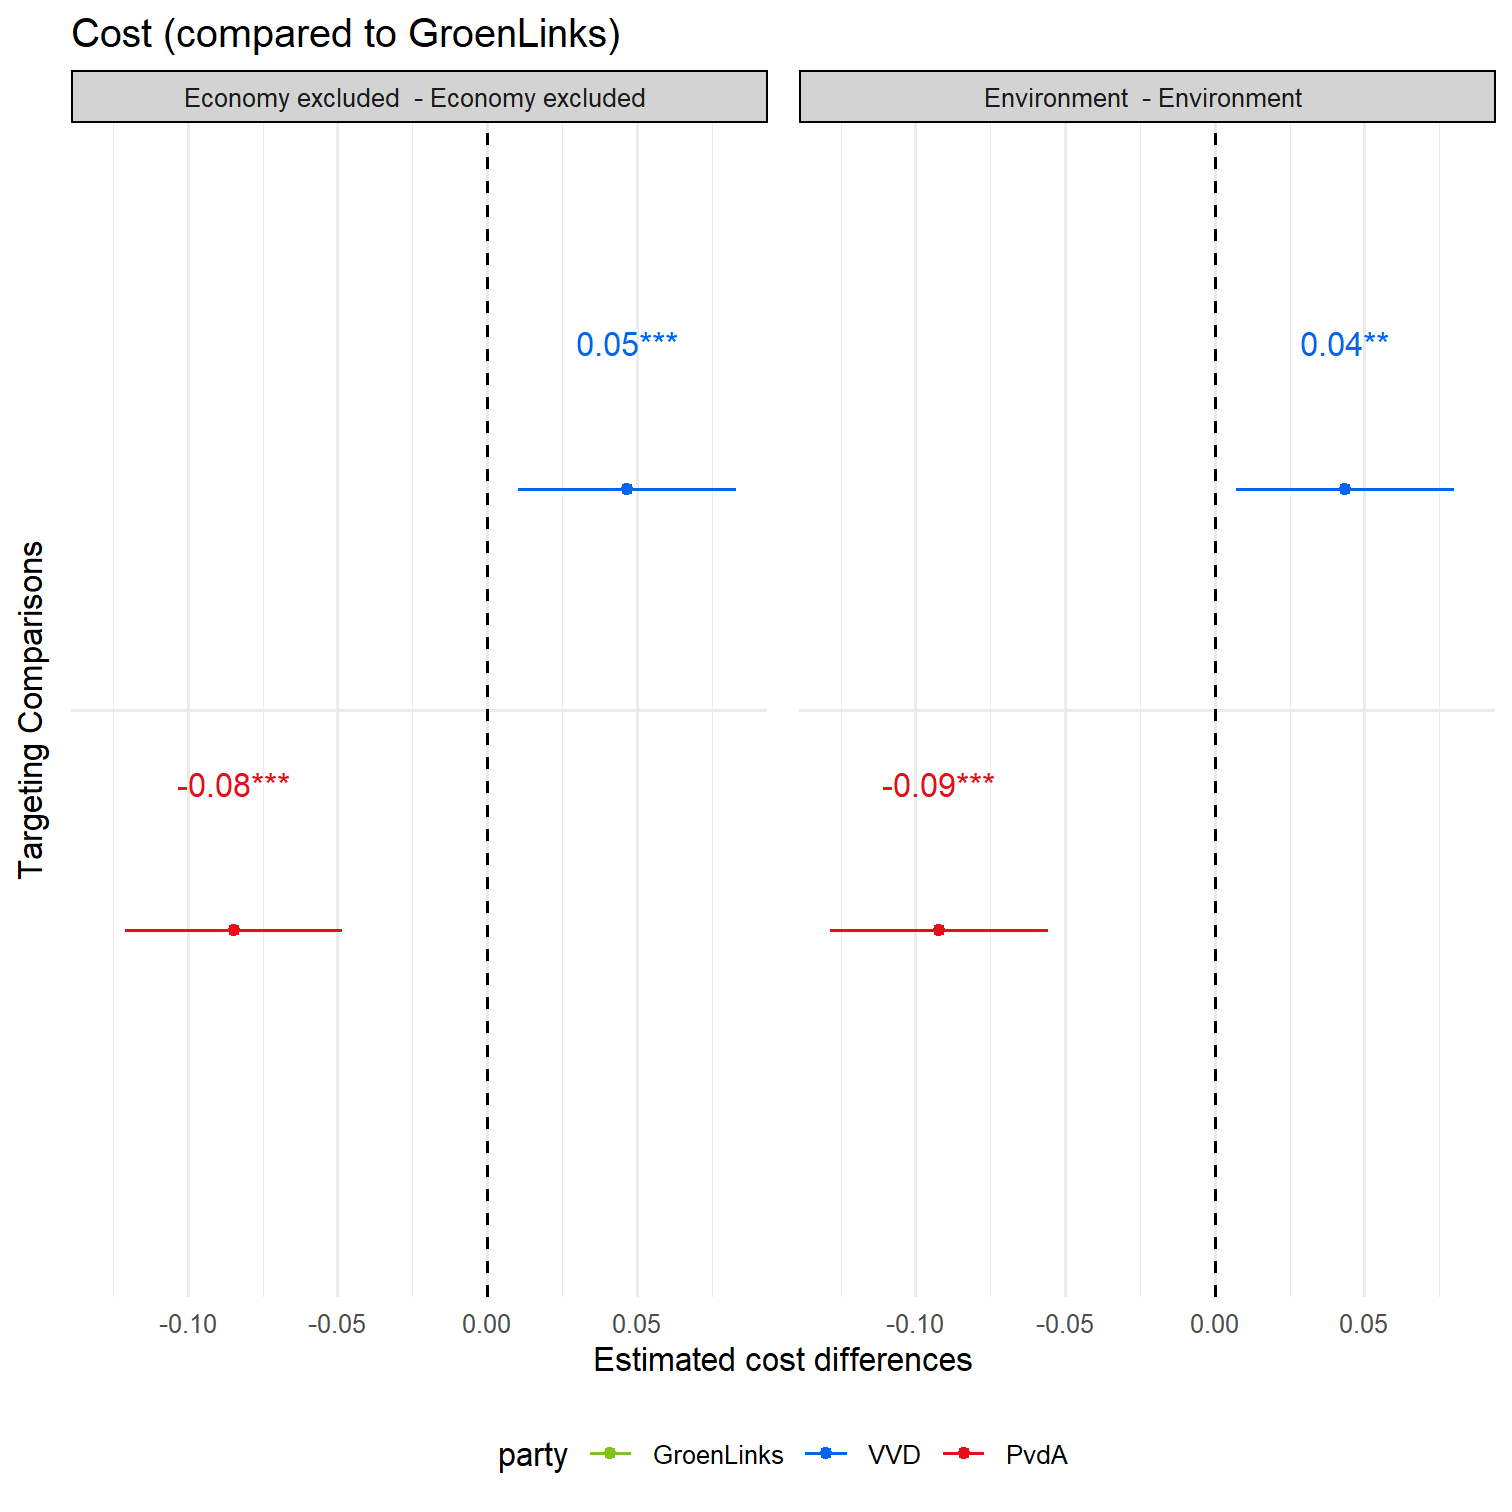 Cost (compared to GroenLinks)
Economy excluded  - Economy excluded
Environment  - Environment
0.05***
0.04**
Targeting Comparisons
-0.08***
-0.09***
-0.10 -0.05 0.00 0.05
-0.10 -0.05 0.00 0.05
Estimated cost differences
party GroenLinks VVD PvdA